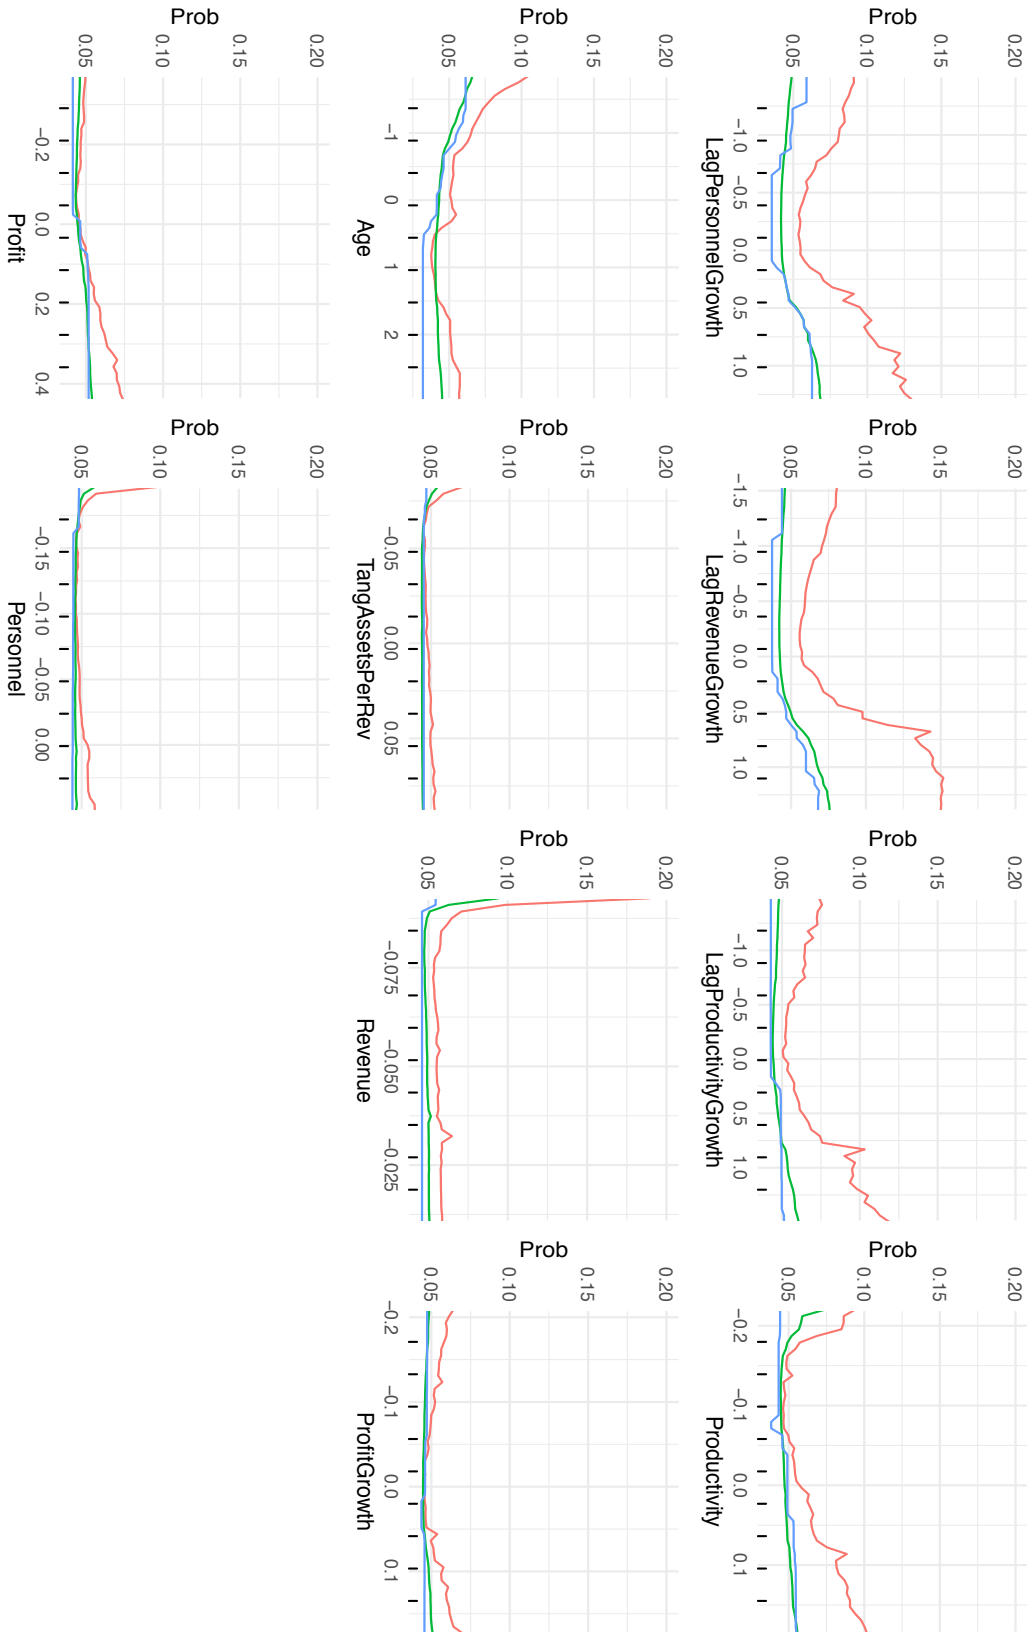 Prob
0.20
0.15
0.10
0.05
−1.0 −0.5 0.0 0.5 1.0
LagPersonnelGrowth
Prob
0.20
0.15
0.10
0.05
−1.5 −1.0 −0.5 0.0 0.5 1.0
LagRevenueGrowth
Prob
0.20
0.15
0.10
0.05
−1.0 −0.5 0.0 0.5 1.0
LagProductivityGrowth
Prob
0.20
0.15
0.10
0.05
−0.2 −0.1 0.0 0.1
Productivity
Prob
0.20
0.15
0.10
0.05
−1 0 1 2
Age
Prob
0.20
0.15
0.10
0.05
−0.05 0.00 0.05
TangAssetsPerRev
Prob
0.20
0.15
0.10
0.05
−0.075 −0.050 −0.025
Revenue
Prob
0.20
0.15
0.10
0.05
−0.2 −0.1 0.0 0.1
ProfitGrowth
Prob
0.20
0.15
0.10
0.05
−0.2 0.0 0.2 0.4
Profit
Prob
0.20
0.15
0.10
0.05
−0.15 −0.10 −0.05 0.00
Personnel